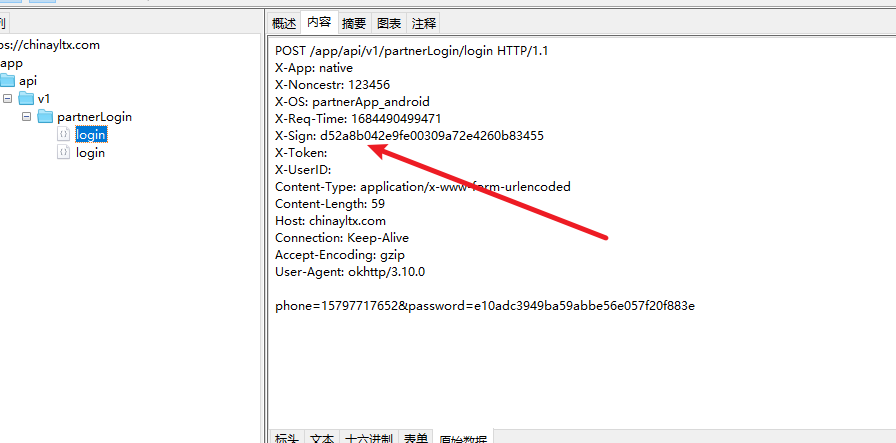 列
概述 内容 摘要 图表 注释
ps://chinayltx.com
app
api
v1
partnerLogin
login
login
POST /app/api/v1/partnerLogin/login HTTP/1.1
X-App: native
X-Noncestr: 123456
X-OS: partnerApp_android
X-Req-Time: 1684490499471
X-Sign: d52a8b042e9fe00309a72e4260b83455
X-Token:
X-UserID:
Content-Type: application/x-www-form-urlencoded
Content-Length: 59
Host: chinayltx.com
Connection: Keep-Alive
Accept-Encoding: gzip
User-Agent: okhttp/3.10.0
phone=15797717652&password=e10adc3949ba59abbe56e057f20f883e
标头 文本 十六进制 表单 原始数据